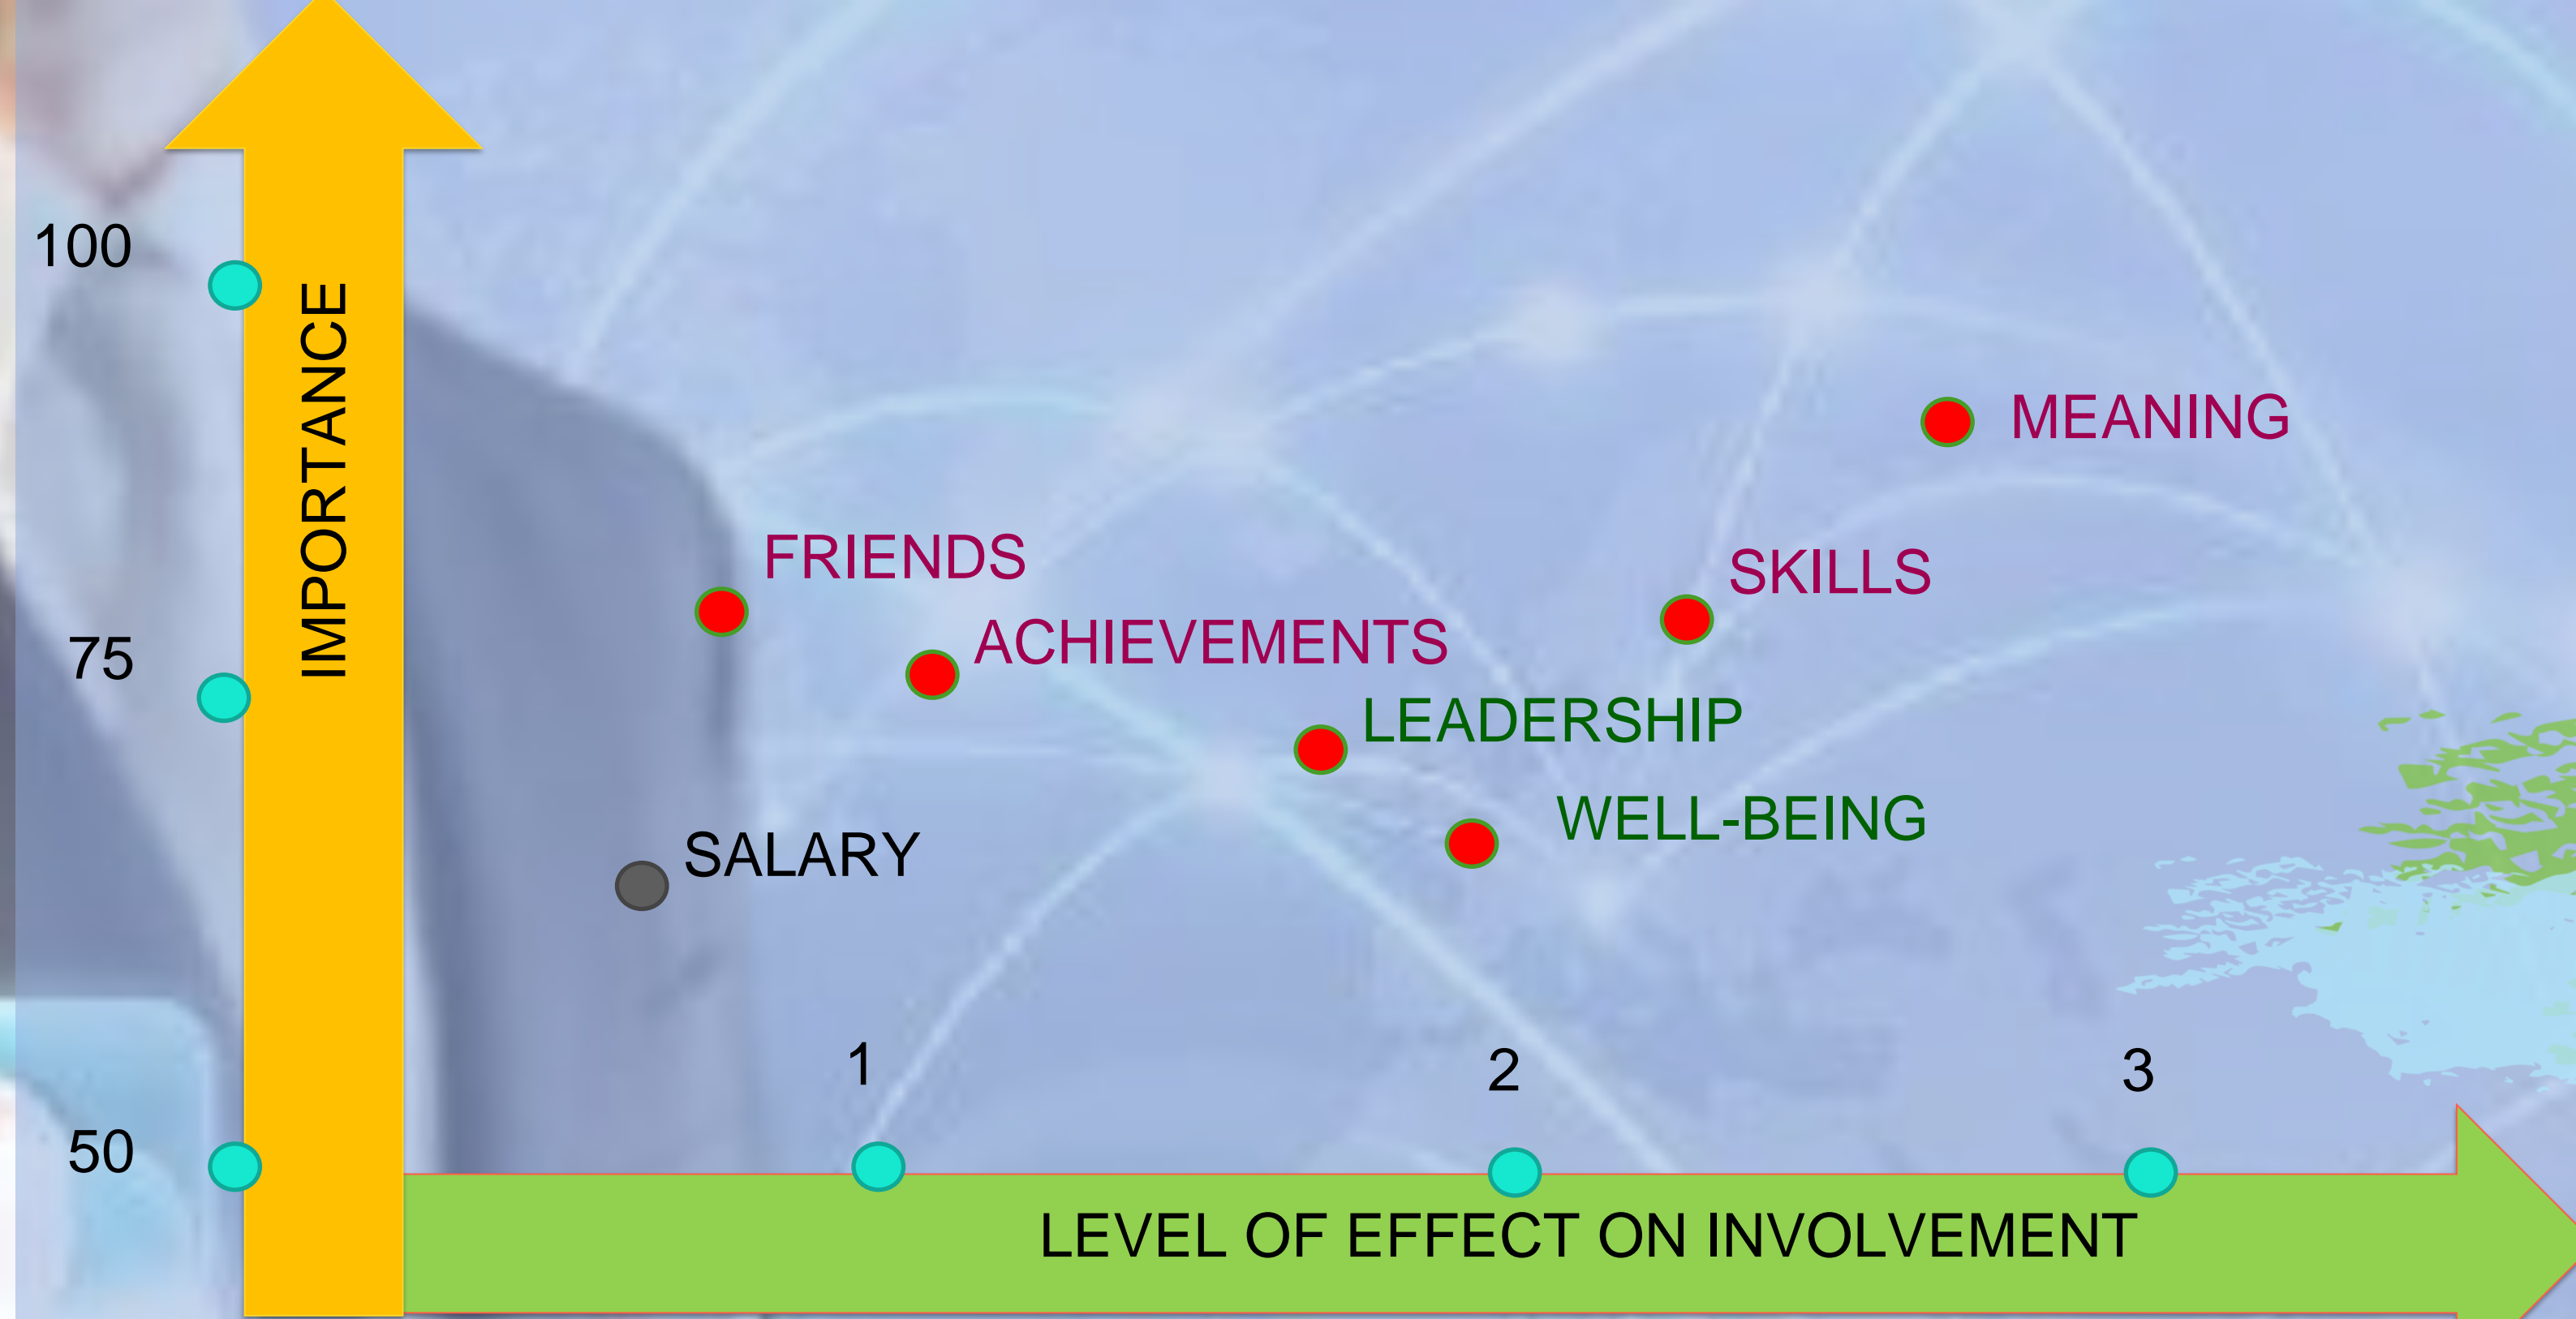 100
IMPORTANCE
MEANING
FRIENDS
SKILLS
ACHIEVEMENTS
75
LEADERSHIP
WELL-BEING
SALARY
1
2
3
50
LEVEL OF EFFECT ON INVOLVEMENT